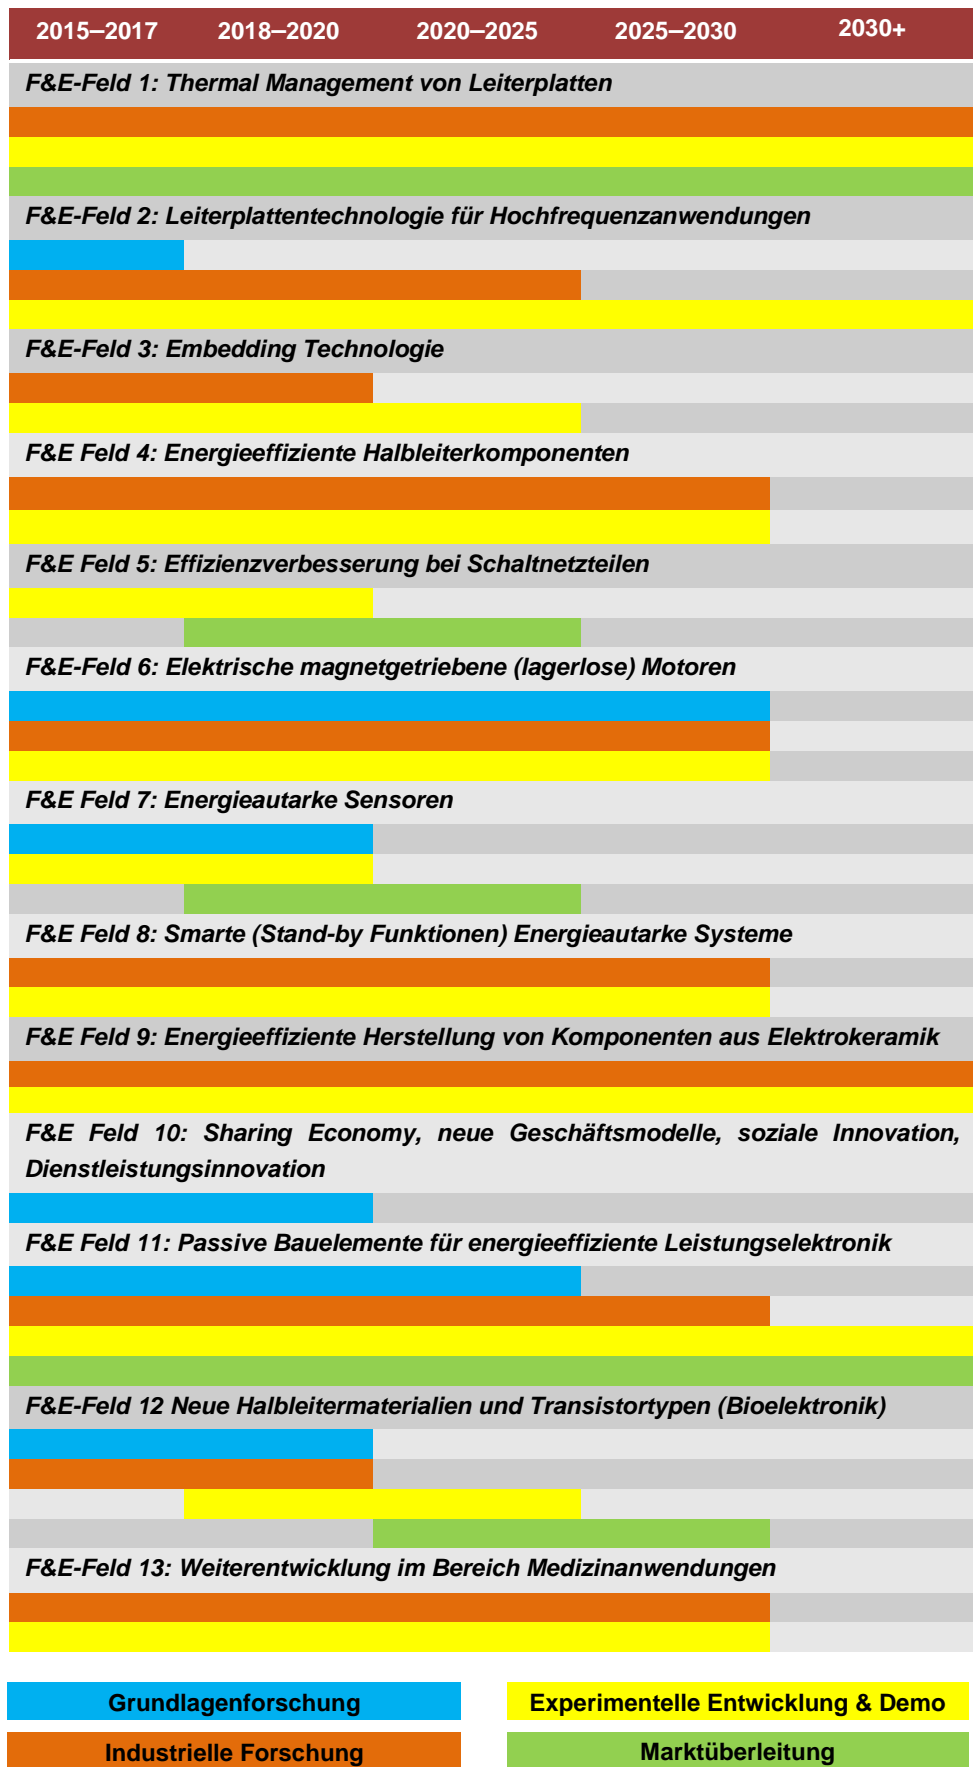 2015–2017 2018–2020 2020–2025 2025–2030 2030+
F&E-Feld 1: Thermal Management von Leiterplatten
F&E-Feld 2: Leiterplattentechnologie für Hochfrequenzanwendungen
F&E-Feld 3: Embedding Technologie
F&E Feld 4: Energieeffiziente Halbleiterkomponenten
F&E Feld 5: Effizienzverbesserung bei Schaltnetzteilen
F&E-Feld 6: Elektrische magnetgetriebene (lagerlose) Motoren
F&E Feld 7: Energieautarke Sensoren
F&E Feld 8: Smarte (Stand-by Funktionen) Energieautarke Systeme
F&E Feld 9: Energieeffiziente Herstellung von Komponenten aus Elektrokeramik
F&E Feld 10: Sharing Economy, neue Geschäftsmodelle, soziale Innovation,
Dienstleistungsinnovation
F&E Feld 11: Passive Bauelemente für energieeffiziente Leistungselektronik
F&E-Feld 12 Neue Halbleitermaterialien und Transistortypen (Bioelektronik)
F&E-Feld 13: Weiterentwicklung im Bereich Medizinanwendungen
Grundlagenforschung Experimentelle Entwicklung & Demo
Industrielle Forschung Marktüberleitung